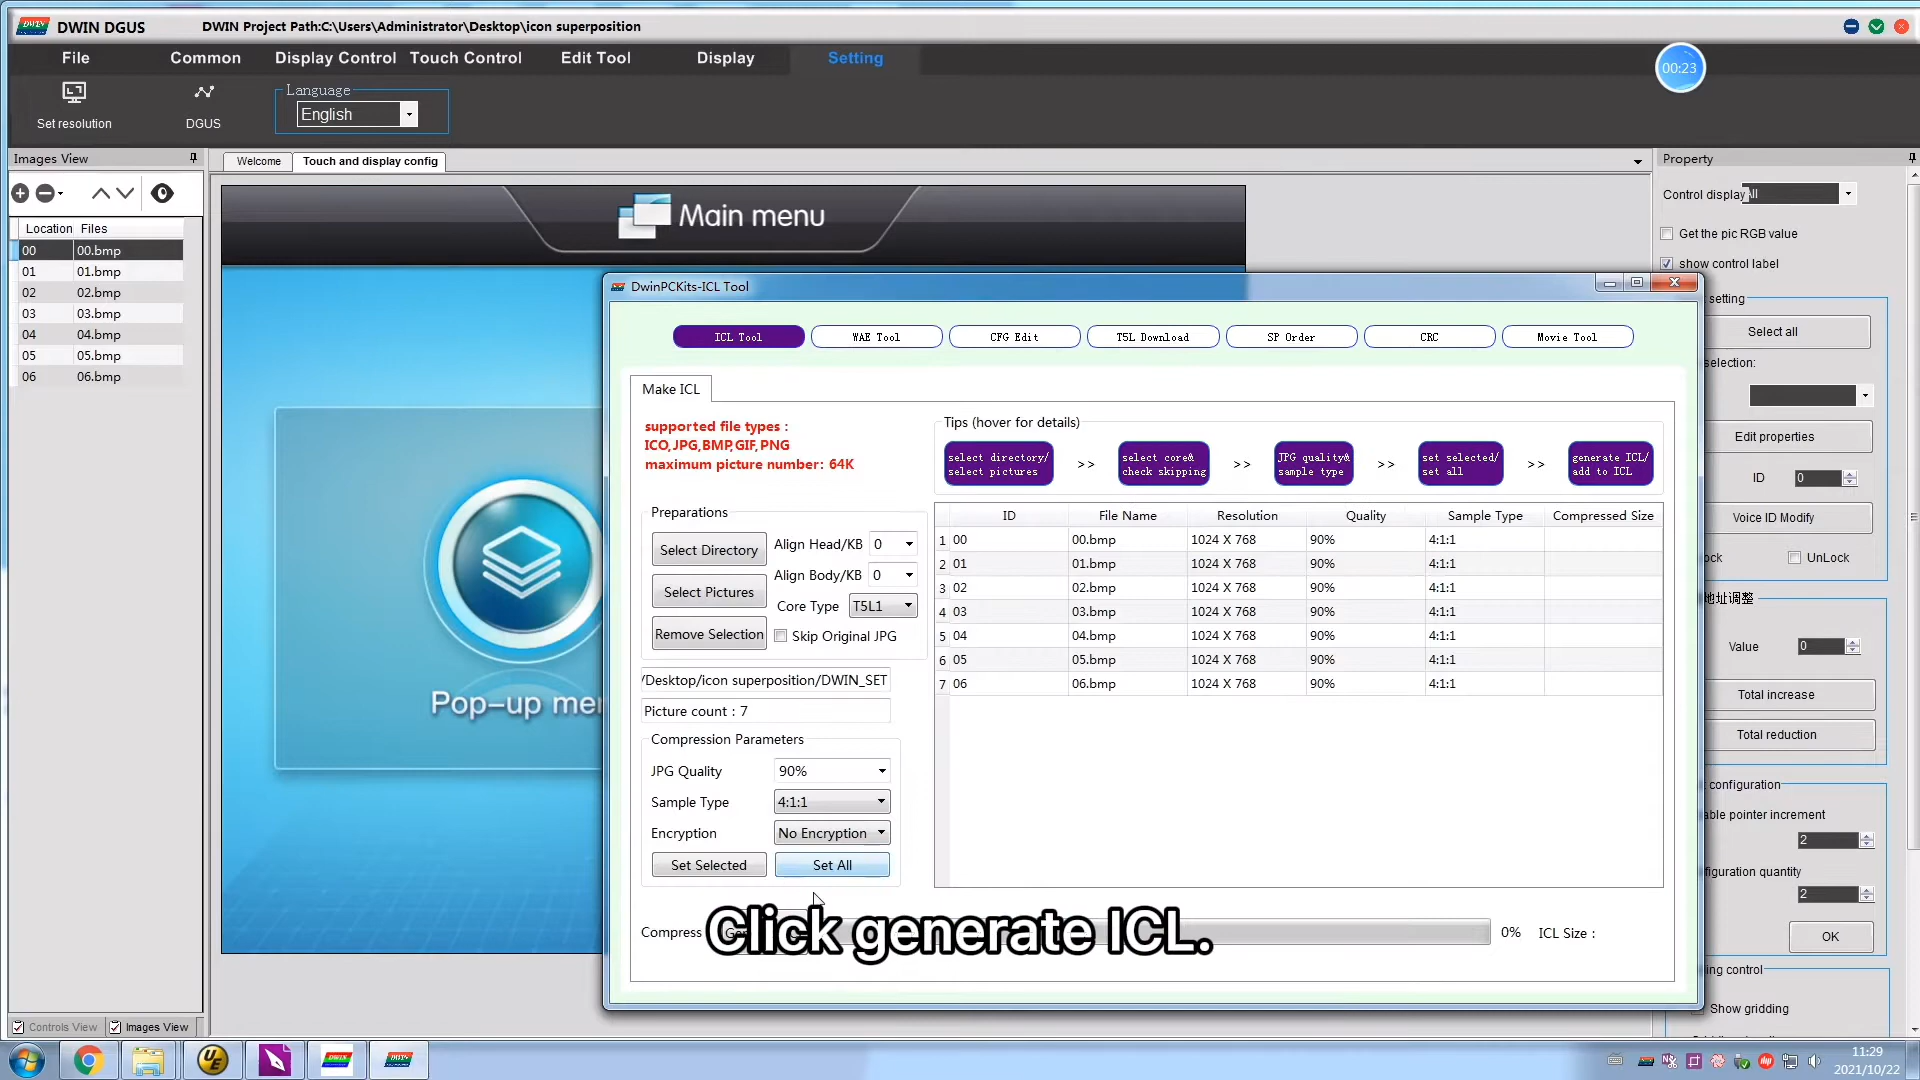 DWIN DGUS
DWIN Project Path:C:\Users\Administrator\Desktop\icon superposition
File
Common
Display Control
Touch Control
Edit Tool
Display
Setting
00:23
Language
English
Set resolution
DGUS
Images View
Welcome
Touch and display config
Property
Location Files
00 00.bmp
01 01.bmp
02 02.bmp
03 03.bmp
04 04.bmp
05 05.bmp
06 06.bmp
Main menu
Control display
Get the pic RGB value
show control label
setting
Select all
Edit properties
ID 0
Voice ID Modify
UnLock
地址调整
Value 0
Total increase
Total reduction
configuration
pointer increment
2
quantity
2
OK
control
Show gridding
DwinPCKits-ICL Tool
ICL Tool
WAE Tool
CFG Edit
T5L Download
SP Order
CRC
Movie Tool
Make ICL
supported file types :
ICO,JPG,BMP,GIF,PNG
maximum picture number: 64K
Tips (hover for details)
select directory/
select pictures
>>
select core&
check skipping
>>
JPG quality&
sample type
>>
set selected/
set all
>>
generate ICL/
add to ICL
Preparations
Select Directory
Align Head/KB 0
Select Pictures
Align Body/KB 0
Core Type T5L1
Remove Selection
Skip Original JPG
/Desktop/icon superposition/DWIN_SET
Picture count : 7
Compression Parameters
JPG Quality 90%
Sample Type 4:1:1
Encryption No Encryption
Set Selected
Set All
ID File Name Resolution Quality Sample Type Compressed Size
1 00 00.bmp 1024 X 768 90% 4:1:1
2 01 01.bmp 1024 X 768 90% 4:1:1
3 02 02.bmp 1024 X 768 90% 4:1:1
4 03 03.bmp 1024 X 768 90% 4:1:1
5 04 04.bmp 1024 X 768 90% 4:1:1
6 05 05.bmp 1024 X 768 90% 4:1:1
7 06 06.bmp 1024 X 768 90% 4:1:1
Compress
0%
ICL Size :
Click generate ICL.
Controls View
Images View
11:29
2021/10/22